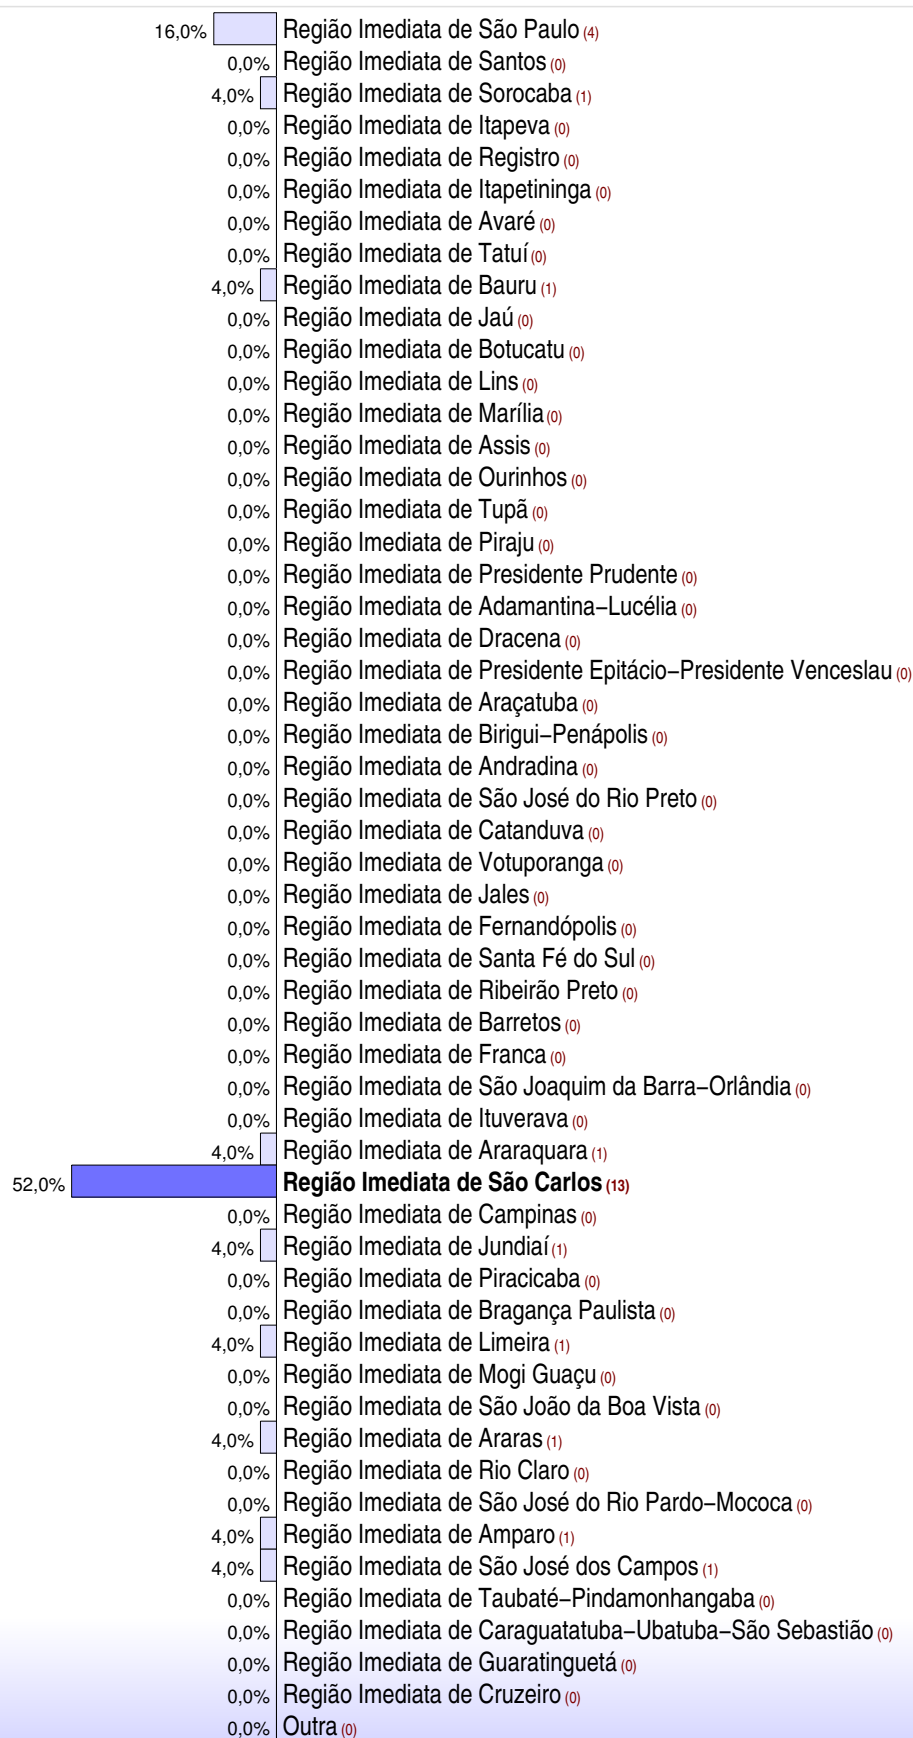 16,0% Região Imediata de São Paulo (4)
0,0% Região Imediata de Santos (0)
4,0% Região Imediata de Sorocaba (1)
0,0% Região Imediata de Itapeva (0)
0,0% Região Imediata de Registro (0)
0,0% Região Imediata de Itapetininga (0)
0,0% Região Imediata de Avaré (0)
0,0% Região Imediata de Tatuí (0)
4,0% Região Imediata de Bauru (1)
0,0% Região Imediata de Jaú (0)
0,0% Região Imediata de Botucatu (0)
0,0% Região Imediata de Lins (0)
0,0% Região Imediata de Marília (0)
0,0% Região Imediata de Assis (0)
0,0% Região Imediata de Ourinhos (0)
0,0% Região Imediata de Tupã (0)
0,0% Região Imediata de Piraju (0)
0,0% Região Imediata de Presidente Prudente (0)
0,0% Região Imediata de Adamantina−Lucélia (0)
0,0% Região Imediata de Dracena (0)
0,0% Região Imediata de Presidente Epitácio−Presidente Venceslau (0)
0,0% Região Imediata de Araçatuba (0)
0,0% Região Imediata de Birigui−Penápolis (0)
0,0% Região Imediata de Andradina (0)
0,0% Região Imediata de São José do Rio Preto (0)
0,0% Região Imediata de Catanduva (0)
0,0% Região Imediata de Votuporanga (0)
0,0% Região Imediata de Jales (0)
0,0% Região Imediata de Fernandópolis (0)
0,0% Região Imediata de Santa Fé do Sul (0)
0,0% Região Imediata de Ribeirão Preto (0)
0,0% Região Imediata de Barretos (0)
0,0% Região Imediata de Franca (0)
0,0% Região Imediata de São Joaquim da Barra−Orlândia (0)
0,0% Região Imediata de Ituverava (0)
4,0% Região Imediata de Araraquara (1)
52,0% Região Imediata de São Carlos (13)
0,0% Região Imediata de Campinas (0)
4,0% Região Imediata de Jundiaí (1)
0,0% Região Imediata de Piracicaba (0)
0,0% Região Imediata de Bragança Paulista (0)
4,0% Região Imediata de Limeira (1)
0,0% Região Imediata de Mogi Guaçu (0)
0,0% Região Imediata de São João da Boa Vista (0)
4,0% Região Imediata de Araras (1)
0,0% Região Imediata de Rio Claro (0)
0,0% Região Imediata de São José do Rio Pardo−Mococa (0)
4,0% Região Imediata de Amparo (1)
4,0% Região Imediata de São José dos Campos (1)
0,0% Região Imediata de Taubaté−Pindamonhangaba (0)
0,0% Região Imediata de Caraguatatuba−Ubatuba−São Sebastião (0)
0,0% Região Imediata de Guaratinguetá (0)
0,0% Região Imediata de Cruzeiro (0)
0,0% Outra (0)